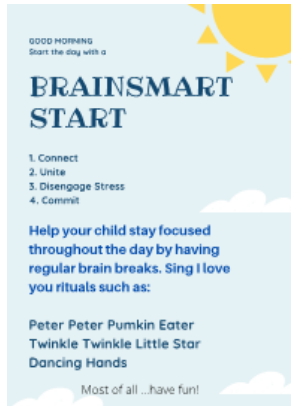 GOOD MORNING
Start the day with a
BRAINSMART
START
1. Connect
2. Unite
3. Disengage Stress
4. Commit
Help your child stay focused
throughout the day by having
regular brain breaks. Sing I love
you rituals such as:
Peter Peter Pumkin Eater
Twinkle Twinkle Little Star
Dancing Hands
Most of all ...have fun!